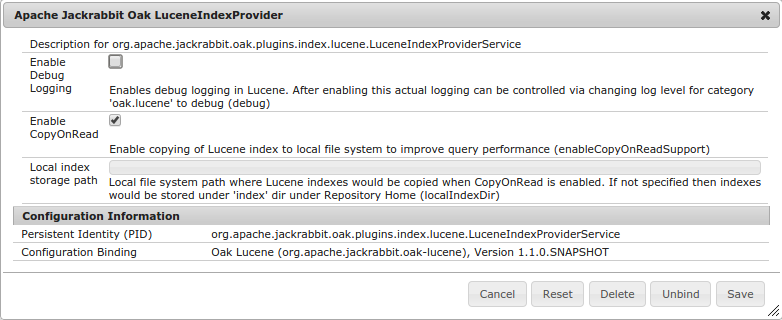 Apache Jackrabbit Oak LuceneIndexProvider
Description for org.apache.jackrabbit.oak.plugins.index.lucene.LuceneIndexProviderService
Enable
Debug
Logging
Enables debug logging in Lucene. After enabling this actual logging can be controlled via changing log level for category
'oak.lucene' to debug (debug)
Enable
CopyOnRead
Enable copying of Lucene index to local file system to improve query performance (enableCopyOnReadSupport)
Local index
storage path
Local file system path where Lucene indexes would be copied when CopyOnRead is enabled. If not specified then indexes
would be stored under 'index' dir under Repository Home (localIndexDir)
Configuration Information
Persistent Identity (PID) org.apache.jackrabbit.oak.plugins.index.lucene.LuceneIndexProviderService
Configuration Binding Oak Lucene (org.apache.jackrabbit.oak-lucene), Version 1.1.0.SNAPSHOT
Cancel Reset Delete Unbind Save